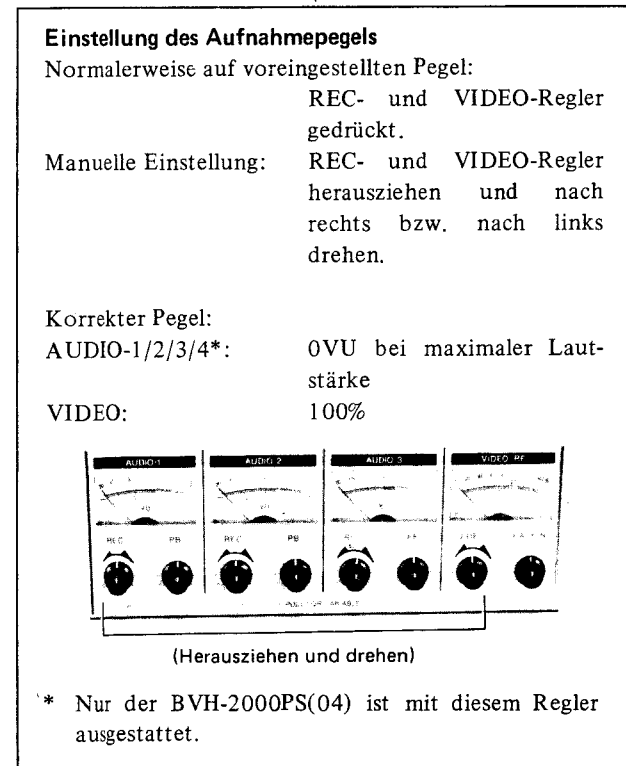 Einstellung des Aufnahmepegels
Normalerweise auf voreingestellten Pegel:
REC- und VIDEO-Regler
gedrückt.
Manuelle Einstellung: REC- und VIDEO-Regler
herausziehen und nach
rechts bzw. nach links
drehen.
Korrekter Pegel:
AUDIO-1/2/3/4*: 0VU bei maximaler Laut-
stärke
VIDEO: 100%
AUDIO-1 AUDIO 2 AUDIO 3 VIDEO RF
VU
REC PB REC PB
(Herausziehen und drehen)
* Nur der BVH-2000PS(04) ist mit diesem Regler
ausgestattet.